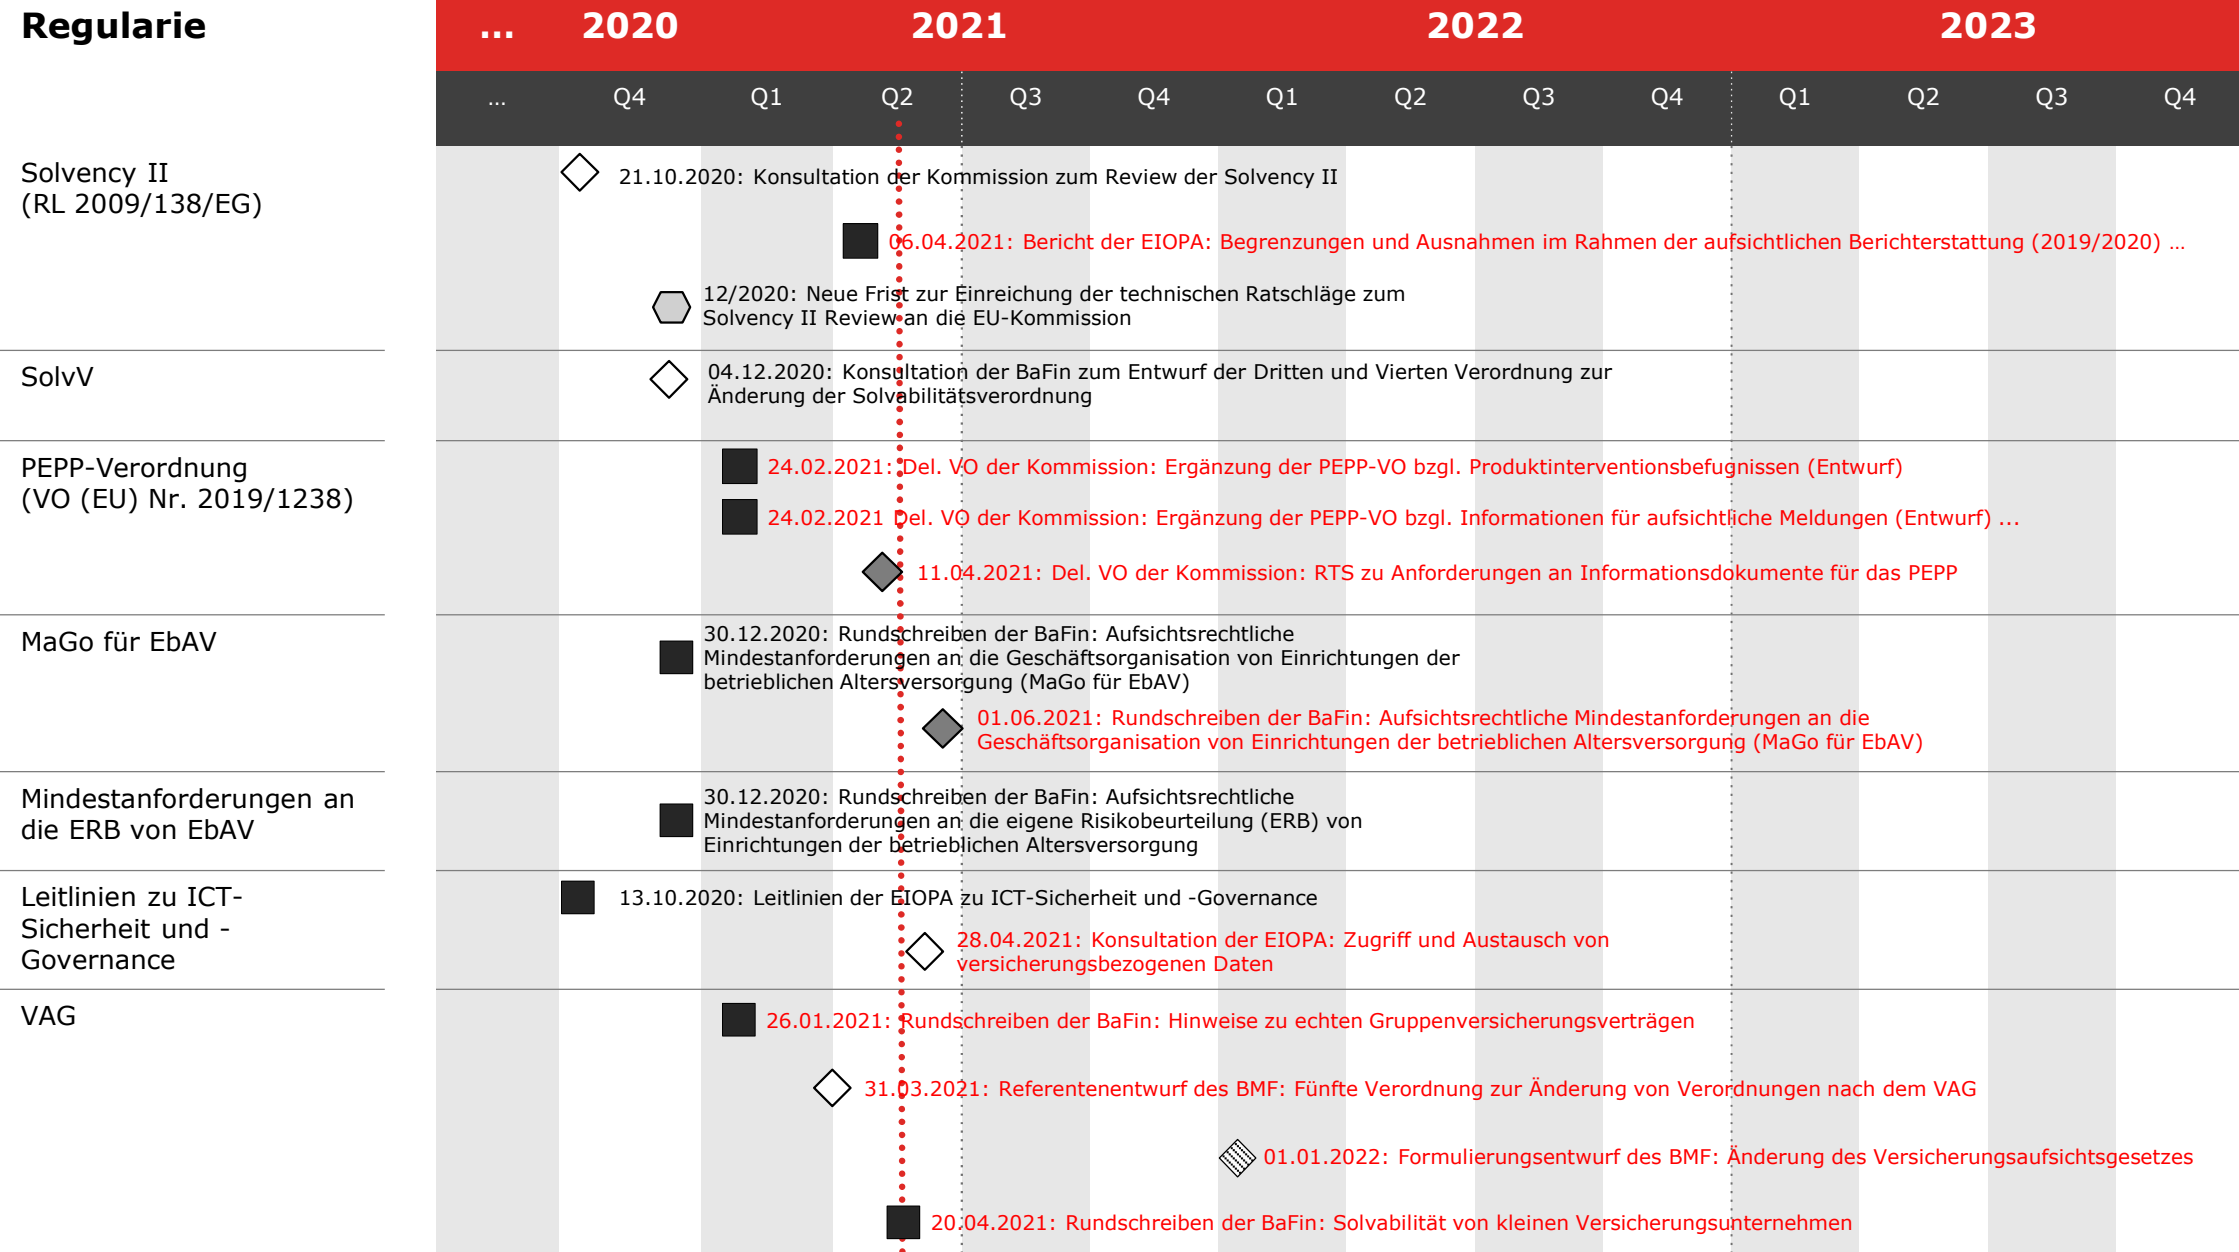 Regularie
... 2020 2021 2022 2023
... Q4 Q1 Q2 Q3 Q4 Q1 Q2 Q3 Q4 Q1 Q2 Q3 Q4
Solvency II
(RL 2009/138/EG)
21.10.2020: Konsultation der Kommission zum Review der Solvency II
06.04.2021: Bericht der EIOPA: Begrenzungen und Ausnahmen im Rahmen der aufsichtlichen Berichterstattung (2019/2020) ...
12/2020: Neue Frist zur Einreichung der technischen Ratschläge zum
Solvency II Review an die EU-Kommission
SolvV
04.12.2020: Konsultation der BaFin zum Entwurf der Dritten und Vierten Verordnung zur
Änderung der Solvabilitätsverordnung
PEPP-Verordnung
(VO (EU) Nr. 2019/1238)
24.02.2021: Del. VO der Kommission: Ergänzung der PEPP-VO bzgl. Produktinterventionsbefugnissen (Entwurf)
24.02.2021 Del. VO der Kommission: Ergänzung der PEPP-VO bzgl. Informationen für aufsichtliche Meldungen (Entwurf) ...
11.04.2021: Del. VO der Kommission: RTS zu Anforderungen an Informationsdokumente für das PEPP
MaGo für EbAV
30.12.2020: Rundschreiben der BaFin: Aufsichtsrechtliche
Mindestanforderungen an die Geschäftsorganisation von Einrichtungen der
betrieblichen Altersversorgung (MaGo für EbAV)
01.06.2021: Rundschreiben der BaFin: Aufsichtsrechtliche Mindestanforderungen an die
Geschäftsorganisation von Einrichtungen der betrieblichen Altersversorgung (MaGo für EbAV)
Mindestanforderungen an
die ERB von EbAV
30.12.2020: Rundschreiben der BaFin: Aufsichtsrechtliche
Mindestanforderungen an die eigene Risikobeurteilung (ERB) von
Einrichtungen der betrieblichen Altersversorgung
Leitlinien zu ICT-
Sicherheit und -
Governance
13.10.2020: Leitlinien der EIOPA zu ICT-Sicherheit und -Governance
28.04.2021: Konsultation der EIOPA: Zugriff und Austausch von
versicherungsbezogenen Daten
VAG
26.01.2021: Rundschreiben der BaFin: Hinweise zu echten Gruppenversicherungsverträgen
31.03.2021: Referentenentwurf des BMF: Fünfte Verordnung zur Änderung von Verordnungen nach dem VAG
01.01.2022: Formulierungsentwurf des BMF: Änderung des Versicherungsaufsichtsgesetzes
20.04.2021: Rundschreiben der BaFin: Solvabilität von kleinen Versicherungsunternehmen